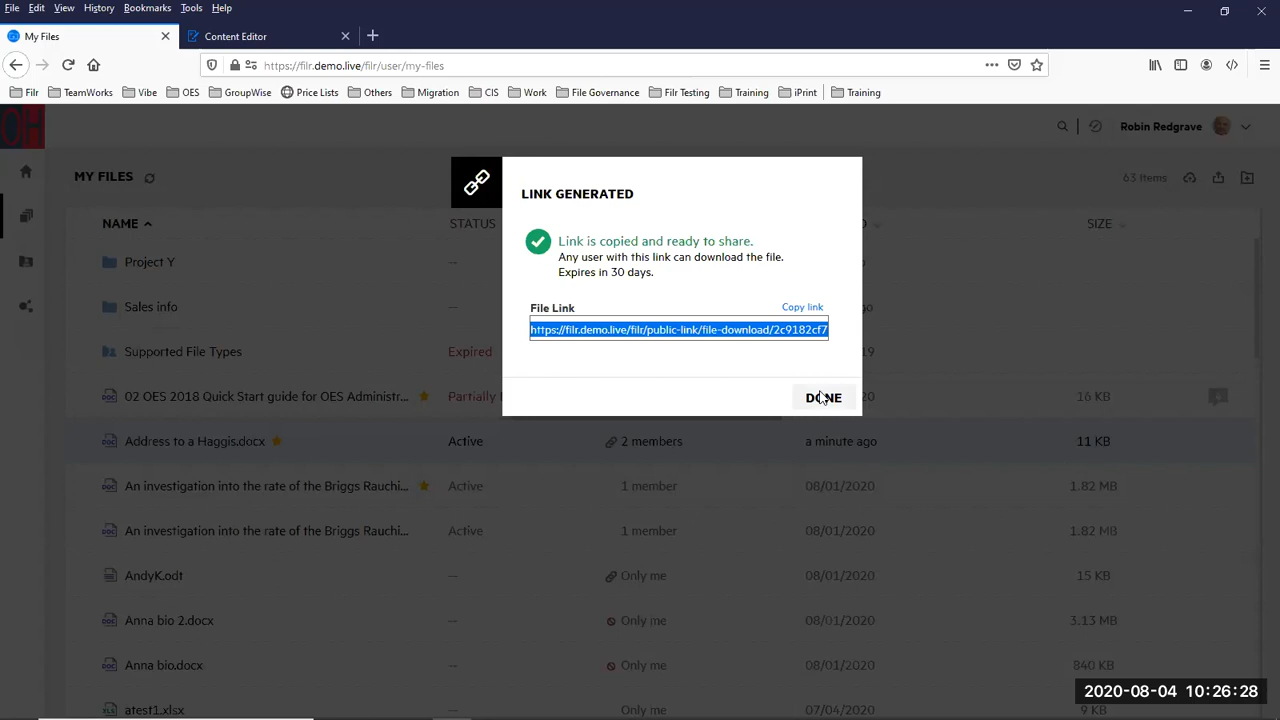 File Edit View History Bookmarks Tools Help
My Files
Content Editor
https://filr.demo.live/filr/user/my-files
Filr TeamWorks Vibe OES GroupWise Price Lists Others Migration CIS Work File Governance Filr Testing Training iPrint Training
OH
Robin Redgrave
MY FILES
63 Items
NAME STATUS SIZE
Project Y --
Sales info --
Supported File Types Expired
02 OES 2018 Quick Start guide for OES Administr... Partially 16 KB
LINK GENERATED
Link is copied and ready to share.
Any user with this link can download the file.
Expires in 30 days.
File Link Copy link
https://filr.demo.live/filr/public-link/file-download/2c9182cf7
DONE
Address to a Haggis.docx Active 2 members a minute ago 11 KB
An investigation into the rate of the Briggs Rauchi... Active 1 member 08/01/2020 1.82 MB
An investigation into the rate of the Briggs Rauchi... Active 1 member 08/01/2020 1.82 MB
AndyK.odt -- Only me 08/01/2020 15 KB
Anna bio 2.docx -- Only me 08/01/2020 3.13 MB
Anna bio.docx -- Only me 08/01/2020 840 KB
atest1.xlsx -- Only me 07/04/2020 9 KB
2020-08-04 10:26:28